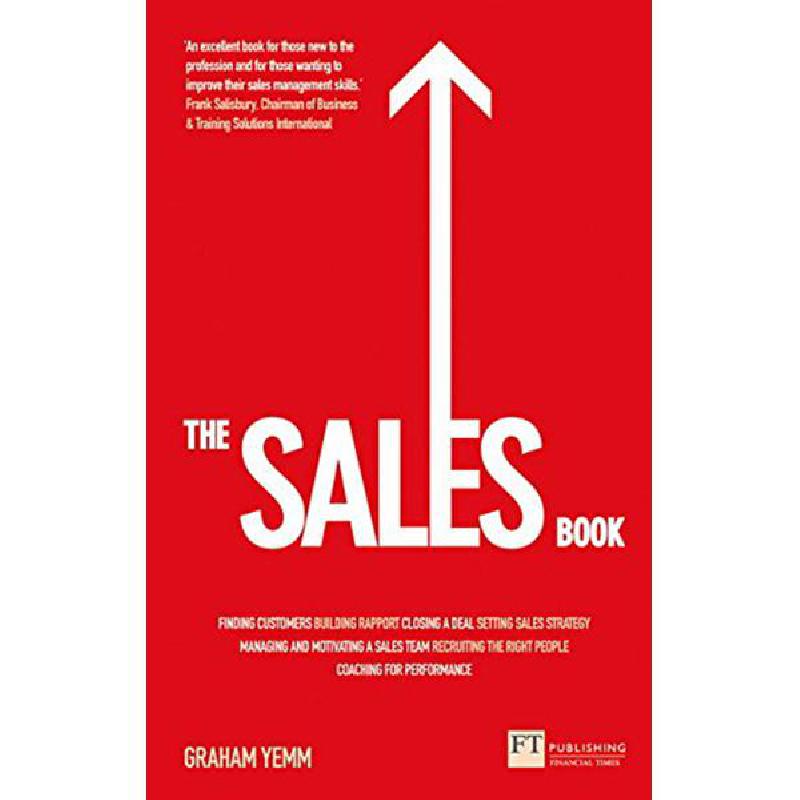 'An excellent book for those new to the
profession and for those wanting to
improve their sales management skills.'
Frank Salisbury, Chairman of Business
& Training Solutions International
THE SALES BOOK
FINDING CUSTOMERS BUILDING RAPPORT CLOSING A DEAL SETTING SALES STRATEGY
MANAGING AND MOTIVATING A SALES TEAM RECRUITING THE RIGHT PEOPLE
COACHING FOR PERFORMANCE
GRAHAM YEMM
FT PUBLISHING
FINANCIAL TIMES